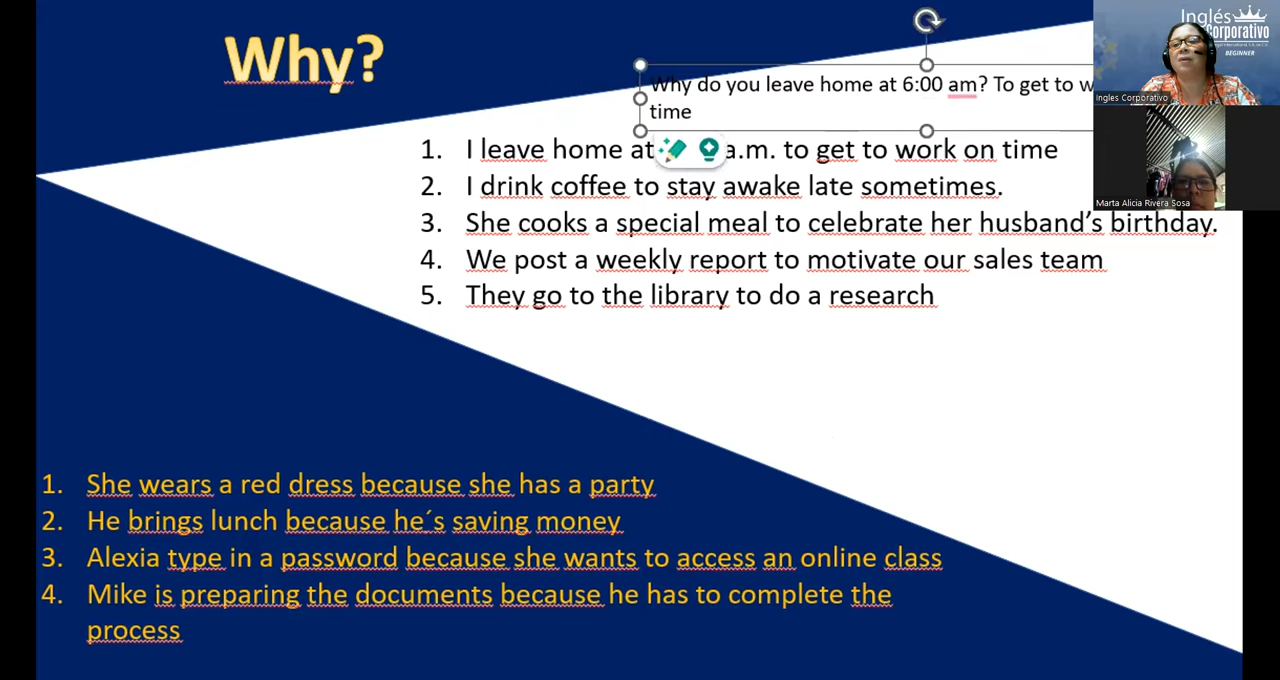 Why?
Why do you leave home at 6:00 am? To get to w
time
1. I leave home at a.m. to get to work on time
2. I drink coffee to stay awake late sometimes.
3. She cooks a special meal to celebrate her husband’s birthday.
4. We post a weekly report to motivate our sales team
5. They go to the library to do a research
1. She wears a red dress because she has a party
2. He brings lunch because he´s saving money
3. Alexia type in a password because she wants to access an online class
4. Mike is preparing the documents because he has to complete the
process
Inglés
Corporativo
BEGINNER
Ingles Corporativo
Marta Alicia Rivera Sosa